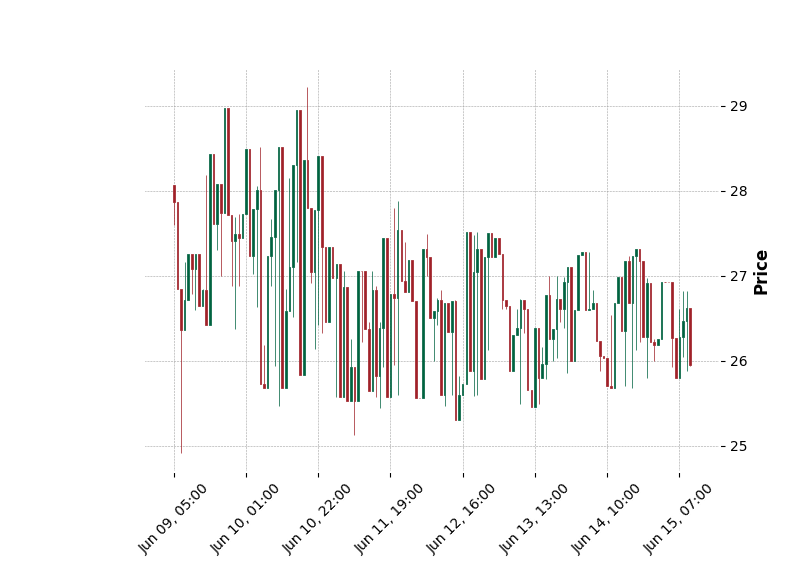 29
28
27
26
25
Price
Jun 09, 05:00
Jun 10, 01:00
Jun 10, 22:00
Jun 11, 19:00
Jun 12, 16:00
Jun 13, 13:00
Jun 14, 10:00
Jun 15, 07:00